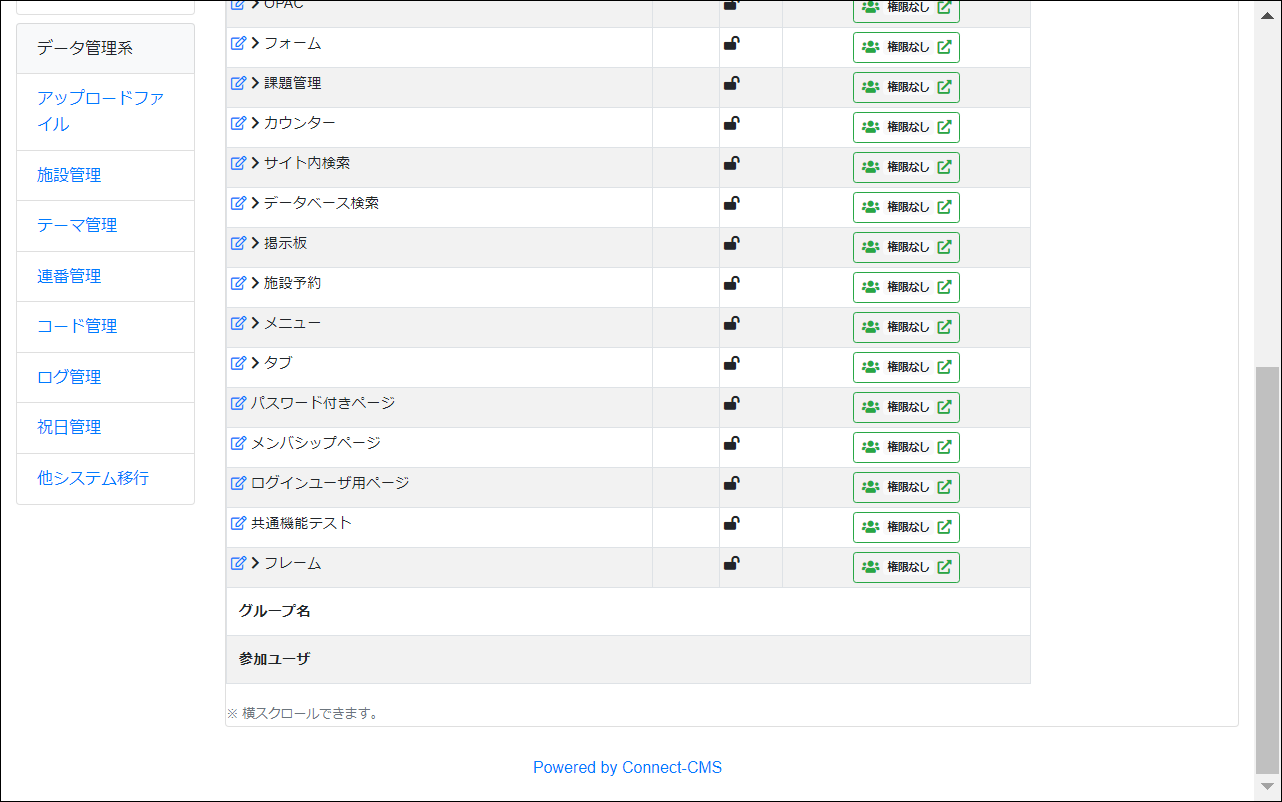 データ管理系
アップロードファ
イル
施設管理
テーマ管理
連番管理
コード管理
ログ管理
祝日管理
他システム移行
OPAC 権限なし
フォーム 権限なし
課題管理 権限なし
カウンター 権限なし
サイト内検索 権限なし
データベース検索 権限なし
掲示板 権限なし
施設予約 権限なし
メニュー 権限なし
タブ 権限なし
パスワード付きページ 権限なし
メンバシップページ 権限なし
ログインユーザ用ページ 権限なし
共通機能テスト 権限なし
フレーム 権限なし
グループ名
参加ユーザ
※ 横スクロールできます。
Powered by Connect-CMS